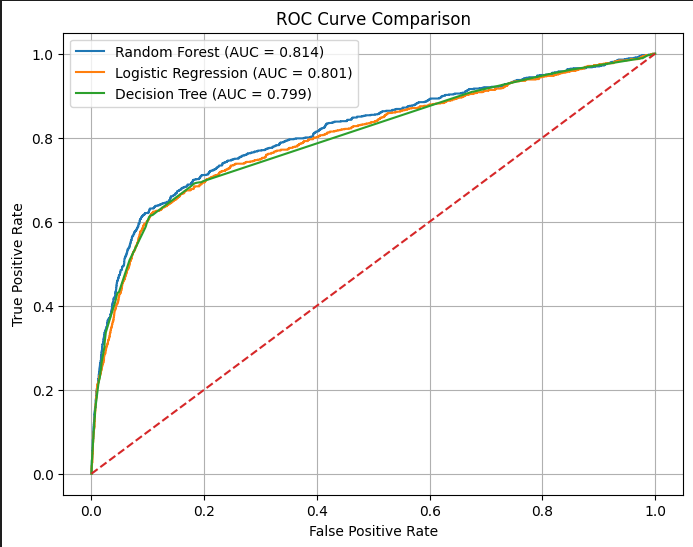 ROC Curve Comparison
Random Forest (AUC = 0.814)
Logistic Regression (AUC = 0.801)
Decision Tree (AUC = 0.799)
True Positive Rate
1.0
0.8
0.6
0.4
0.2
0.0
0.0 0.2 0.4 0.6 0.8 1.0
False Positive Rate